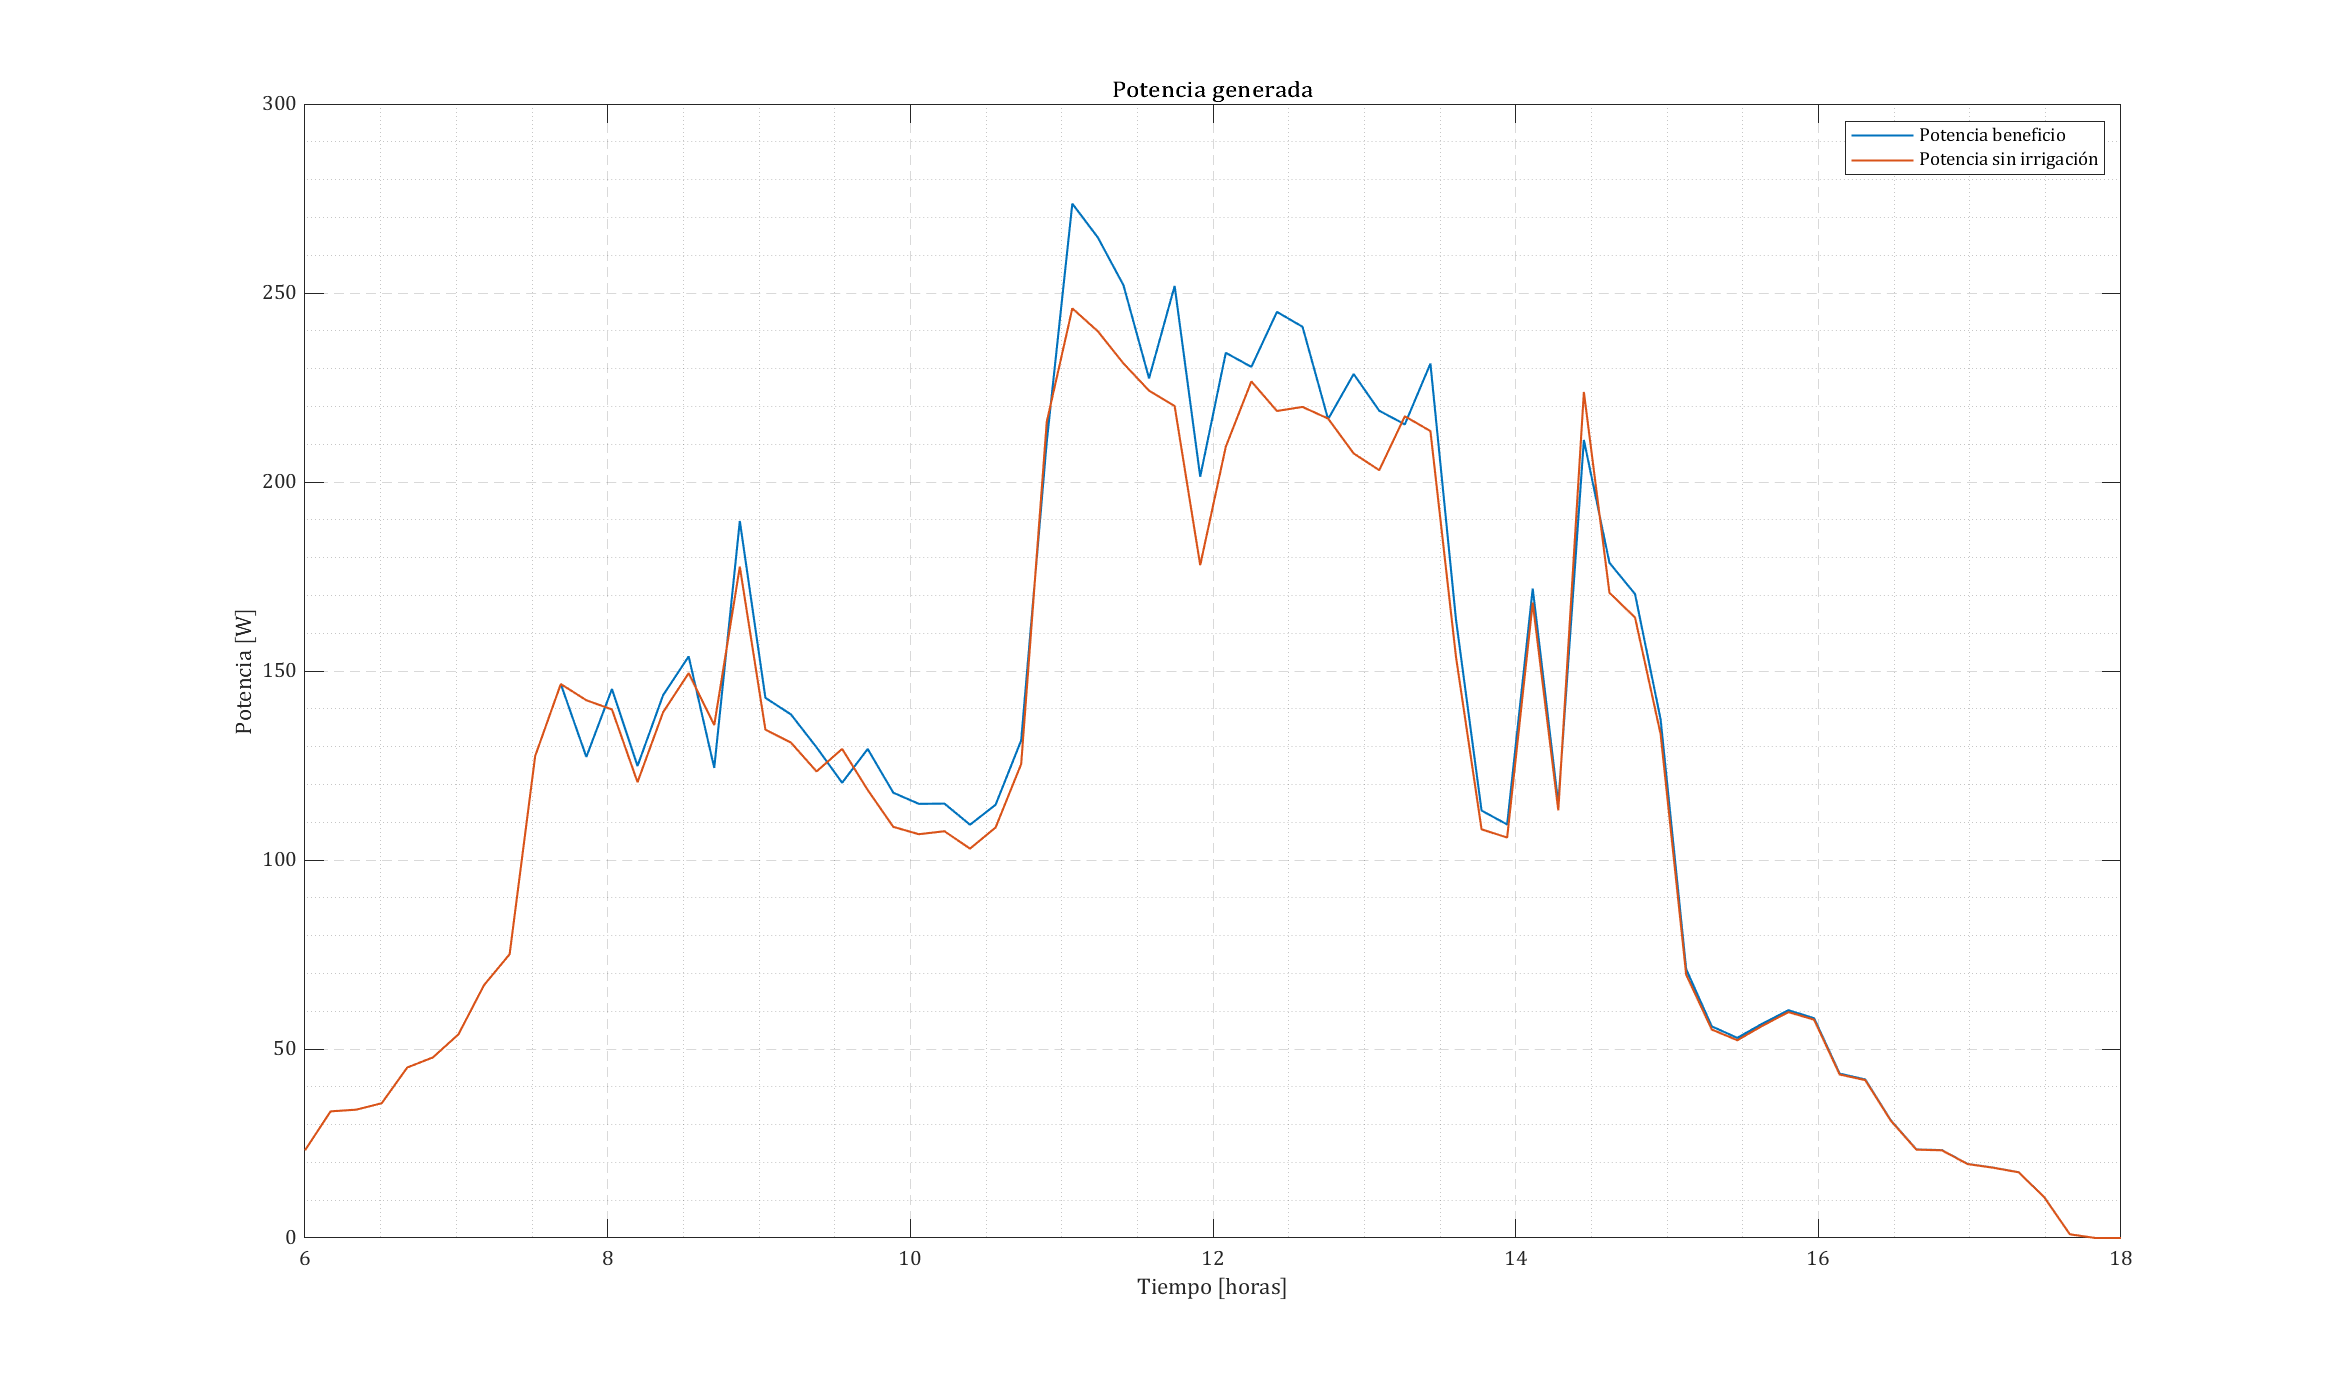 Potencia generada
300
250
200
150
100
50
0
Potencia [W]
6 8 10 12 14 16 18
Tiempo [horas]
Potencia beneficio
Potencia sin irrigación